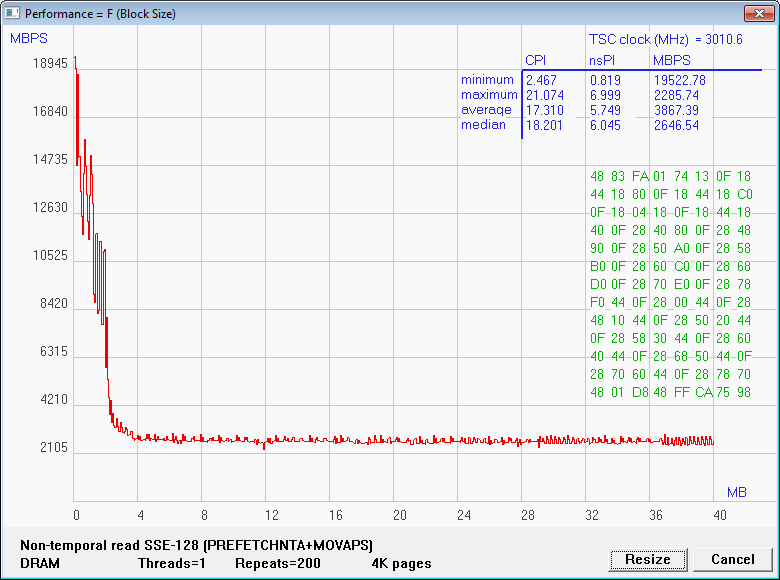 Performance = F (Block Size)
MBPS
TSC clock (MHz) = 3010.6
CPI nsPI MBPS
minimum 2.467 0.819 19522.78
maximum 21.074 6.999 2285.74
average 17.310 5.749 3867.39
median 18.201 6.045 2646.54
18945
16840
14735
12630
10525
8420
6315
4210
2105
48 83 FA 01 74 13 0F 18
44 18 80 0F 18 44 18 C0
0F 18 04 18 0F 18 44 18
40 0F 28 40 80 0F 28 48
90 0F 28 50 A0 0F 28 58
B0 0F 28 60 C0 0F 28 68
D0 0F 28 70 E0 0F 28 78
F0 44 0F 28 00 44 0F 28
48 10 44 0F 28 50 20 44
0F 28 58 30 44 0F 28 60
40 44 0F 28 68 50 44 0F
28 70 60 44 0F 28 78 70
48 01 D8 48 FF CA 75 98
MB
0 4 8 12 16 20 24 28 32 36 40
Non-temporal read SSE-128 (PREFETCHNTA+MOVAPS)
DRAM Threads=1 Repeats=200 4K pages
Resize Cancel